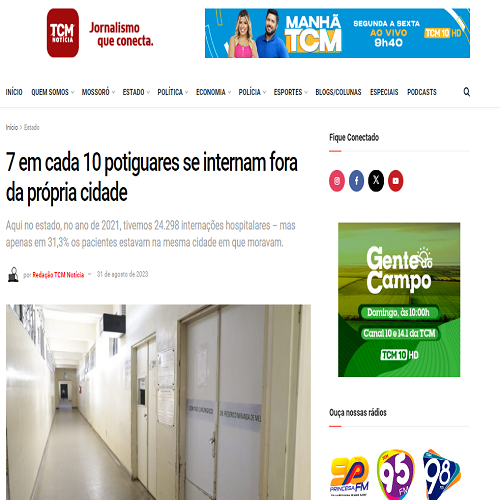 TCM
NOTÍCIA
Jornalismo
que conecta.
MANHÃ
TCM
SEGUNDA A SEXTA
AO VIVO
9h40
TCM 10 HD
INÍCIO QUEM SOMOS MOSSORÓ ESTADO POLÍTICA ECONOMIA POLÍCIA ESPORTES BLOGS/COLUNAS ESPECIAIS PODCASTS
Início > Estado
7 em cada 10 potiguares se internam fora
da própria cidade
Aqui no estado, no ano de 2021, tivemos 24.298 internações hospitalares – mas
apenas em 31,3% os pacientes estavam na mesma cidade em que moravam.
por Redação TCM Notícia — 31 de agosto de 2023
Fique Conectado
Gente do
Campo
Domingo, às 10:00h
Canal 10 e 14.1 da TCM
TCM 10 HD
Ouça nossas rádios
90
PRINCESA FM
95
FM
98
FM